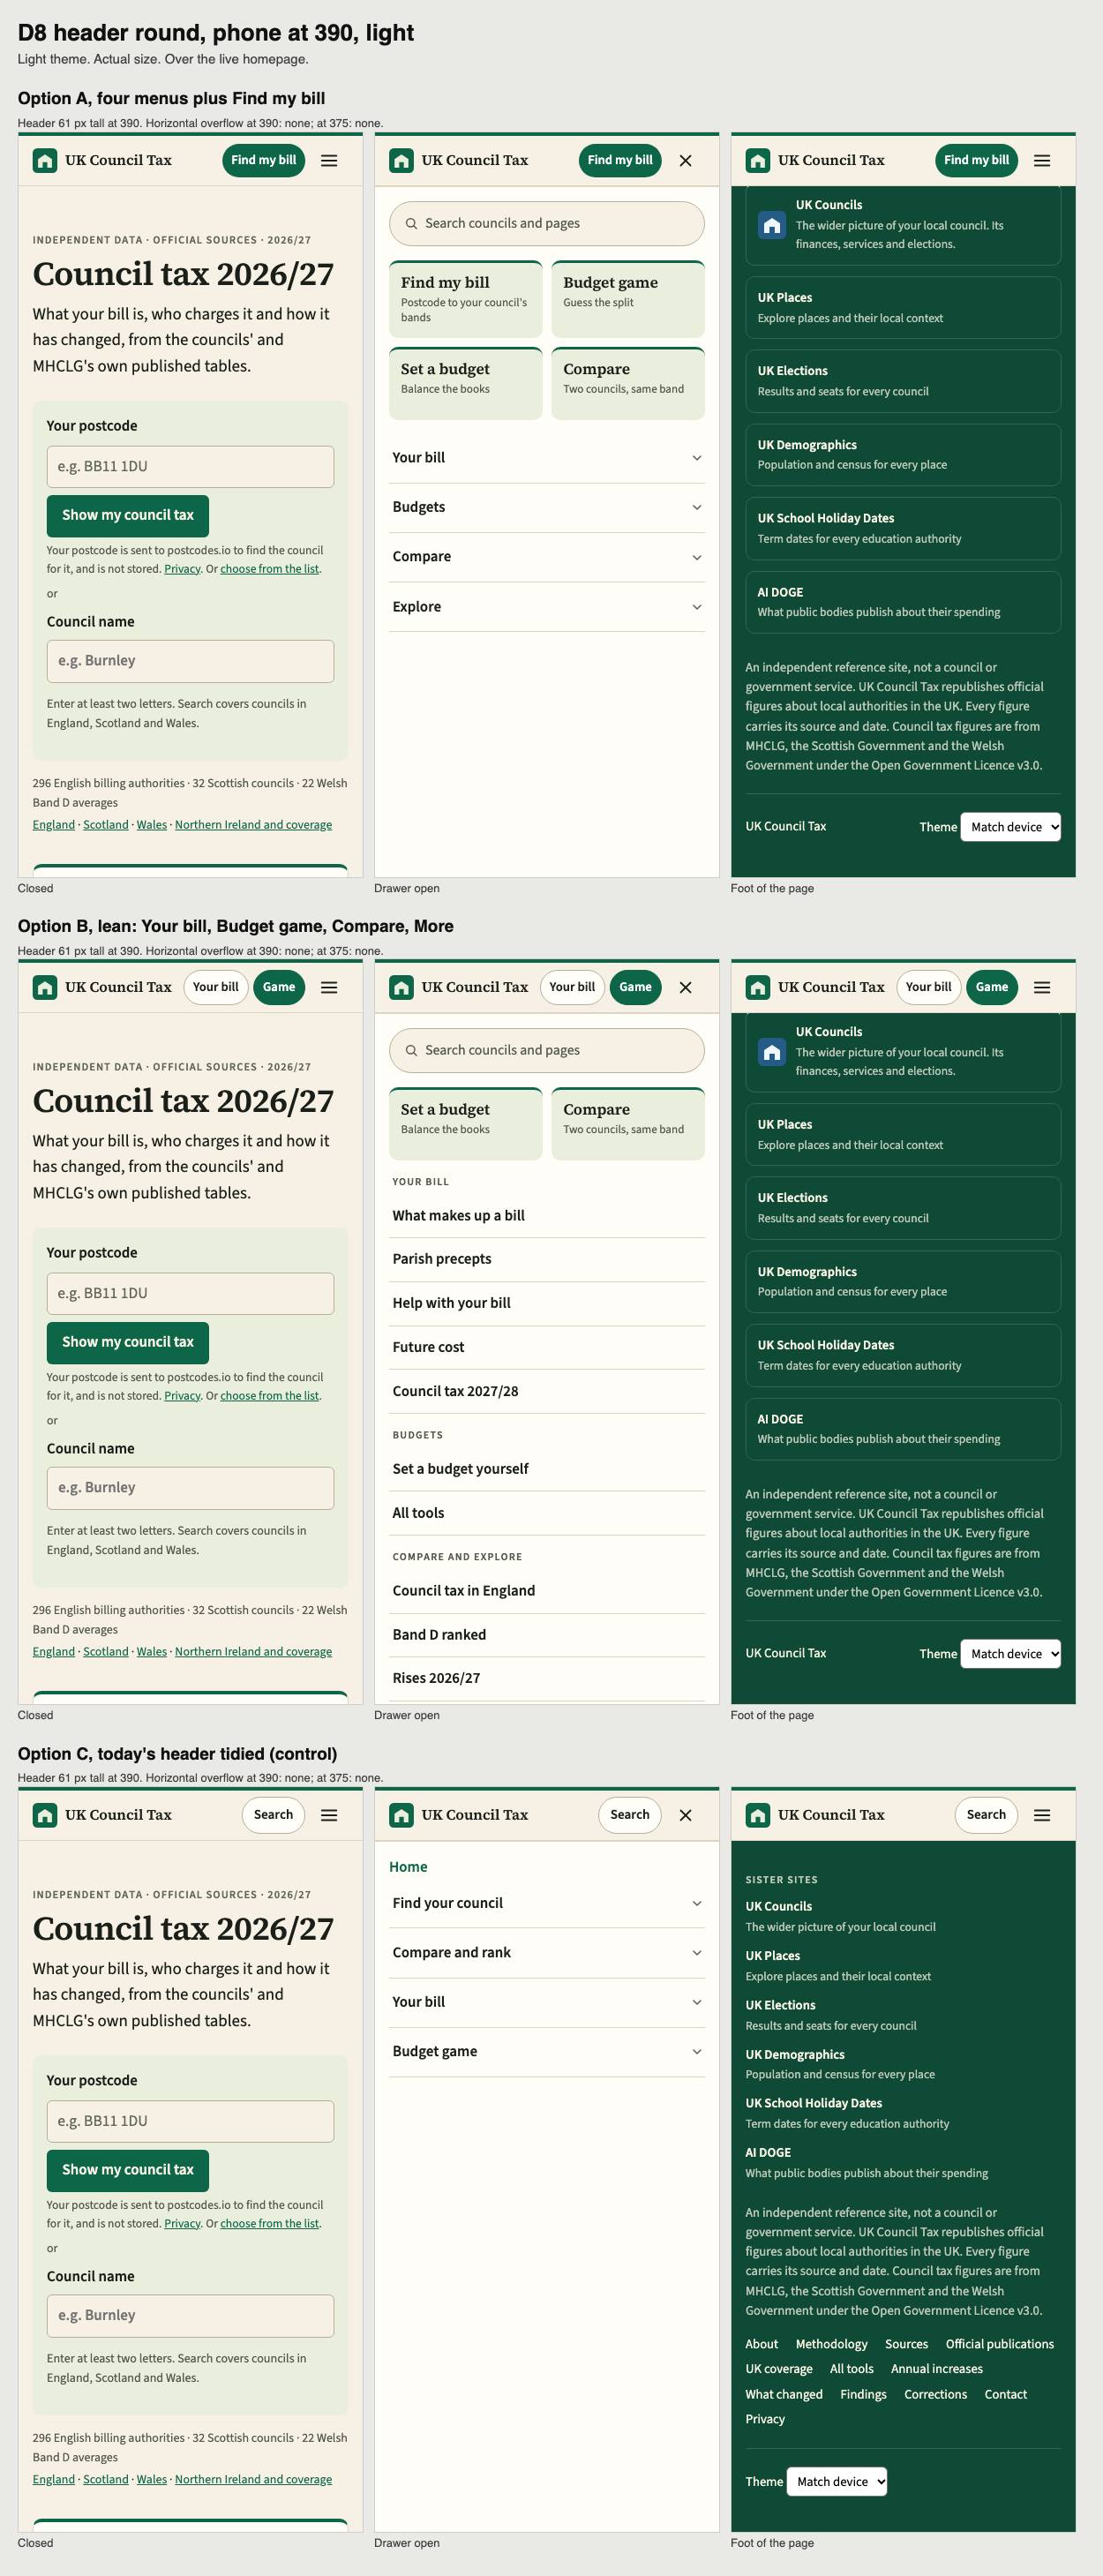 D8 header round, phone at 390, light
Light theme. Actual size. Over the live homepage.
Option A, four menus plus Find my bill
Header 61 px tall at 390. Horizontal overflow at 390: none; at 375: none.
UK Council Tax
Find my bill
INDEPENDENT DATA · OFFICIAL SOURCES · 2026/27
Council tax 2026/27
What your bill is, who charges it and how it
has changed, from the councils' and
MHCLG's own published tables.
Your postcode
e.g. BB11 1DU
Show my council tax
Your postcode is sent to postcodes.io to find the council
for it, and is not stored. Privacy. Or choose from the list.
or
Council name
e.g. Burnley
Enter at least two letters. Search covers councils in
England, Scotland and Wales.
296 English billing authorities · 32 Scottish councils · 22 Welsh
Band D averages
England · Scotland · Wales · Northern Ireland and coverage
Closed
UK Council Tax
Find my bill
Search councils and pages
Find my bill
Postcode to your council's
bands
Budget game
Guess the split
Set a budget
Balance the books
Compare
Two councils, same band
Your bill
Budgets
Compare
Explore
Drawer open
UK Council Tax
Find my bill
UK Councils
The wider picture of your local council. Its
finances, services and elections.
UK Places
Explore places and their local context
UK Elections
Results and seats for every council
UK Demographics
Population and census for every place
UK School Holiday Dates
Term dates for every education authority
AI DOGE
What public bodies publish about their spending
An independent reference site, not a council or
government service. UK Council Tax republishes official
figures about local authorities in the UK. Every figure
carries its source and date. Council tax figures are from
MHCLG, the Scottish Government and the Welsh
Government under the Open Government Licence v3.0.
UK Council Tax
Theme
Match device
Foot of the page
Option B, lean: Your bill, Budget game, Compare, More
Header 61 px tall at 390. Horizontal overflow at 390: none; at 375: none.
UK Council Tax
Your bill
Game
INDEPENDENT DATA · OFFICIAL SOURCES · 2026/27
Council tax 2026/27
What your bill is, who charges it and how it
has changed, from the councils' and
MHCLG's own published tables.
Your postcode
e.g. BB11 1DU
Show my council tax
Your postcode is sent to postcodes.io to find the council
for it, and is not stored. Privacy. Or choose from the list.
or
Council name
e.g. Burnley
Enter at least two letters. Search covers councils in
England, Scotland and Wales.
296 English billing authorities · 32 Scottish councils · 22 Welsh
Band D averages
England · Scotland · Wales · Northern Ireland and coverage
Closed
UK Council Tax
Your bill
Game
Search councils and pages
Set a budget
Balance the books
Compare
Two councils, same band
YOUR BILL
What makes up a bill
Parish precepts
Help with your bill
Future cost
Council tax 2027/28
BUDGETS
Set a budget yourself
All tools
COMPARE AND EXPLORE
Council tax in England
Band D ranked
Rises 2026/27
Drawer open
UK Council Tax
Your bill
Game
UK Councils
The wider picture of your local council. Its
finances, services and elections.
UK Places
Explore places and their local context
UK Elections
Results and seats for every council
UK Demographics
Population and census for every place
UK School Holiday Dates
Term dates for every education authority
AI DOGE
What public bodies publish about their spending
An independent reference site, not a council or
government service. UK Council Tax republishes official
figures about local authorities in the UK. Every figure
carries its source and date. Council tax figures are from
MHCLG, the Scottish Government and the Welsh
Government under the Open Government Licence v3.0.
UK Council Tax
Theme
Match device
Foot of the page
Option C, today's header tidied (control)
Header 61 px tall at 390. Horizontal overflow at 390: none; at 375: none.
UK Council Tax
Search
INDEPENDENT DATA · OFFICIAL SOURCES · 2026/27
Council tax 2026/27
What your bill is, who charges it and how it
has changed, from the councils' and
MHCLG's own published tables.
Your postcode
e.g. BB11 1DU
Show my council tax
Your postcode is sent to postcodes.io to find the council
for it, and is not stored. Privacy. Or choose from the list.
or
Council name
e.g. Burnley
Enter at least two letters. Search covers councils in
England, Scotland and Wales.
296 English billing authorities · 32 Scottish councils · 22 Welsh
Band D averages
England · Scotland · Wales · Northern Ireland and coverage
Closed
UK Council Tax
Search
Home
Find your council
Compare and rank
Your bill
Budget game
Drawer open
UK Council Tax
Search
SISTER SITES
UK Councils
The wider picture of your local council
UK Places
Explore places and their local context
UK Elections
Results and seats for every council
UK Demographics
Population and census for every place
UK School Holiday Dates
Term dates for every education authority
AI DOGE
What public bodies publish about their spending
An independent reference site, not a council or
government service. UK Council Tax republishes official
figures about local authorities in the UK. Every figure
carries its source and date. Council tax figures are from
MHCLG, the Scottish Government and the Welsh
Government under the Open Government Licence v3.0.
About Methodology Sources Official publications
UK coverage All tools Annual increases
What changed Findings Corrections Contact
Privacy
Theme
Match device
Foot of the page